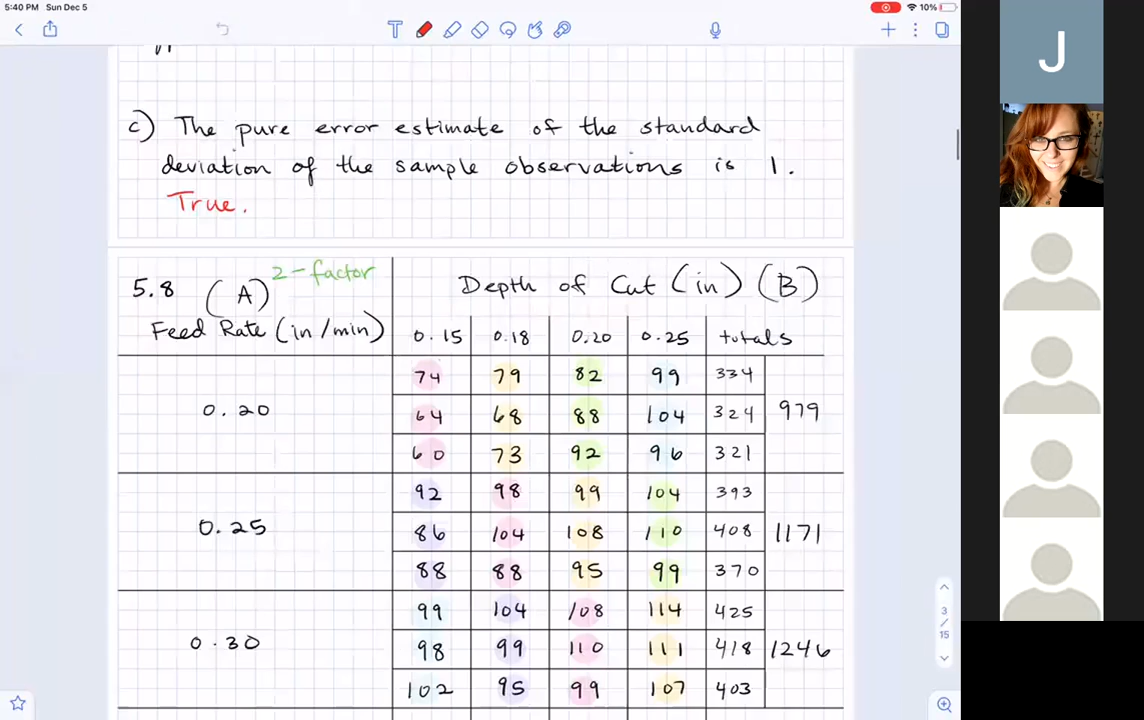 5:40 PM Sun Dec 5
10%
c) The pure error estimate of the standard
deviation of the sample observations is 1.
True.
5.8 (A) 2-factor Depth of Cut (in) (B)
Feed Rate (in/min) 0.15 0.18 0.20 0.25 totals
74 79 82 99 334
0.20 64 68 88 104 324 979
60 73 92 96 321
92 98 99 104 393
0.25 86 104 108 110 408 1171
88 88 95 99 370
99 104 108 114 425
0.30 98 99 110 111 418 1246
102 95 99 107 403
3
/
15
J